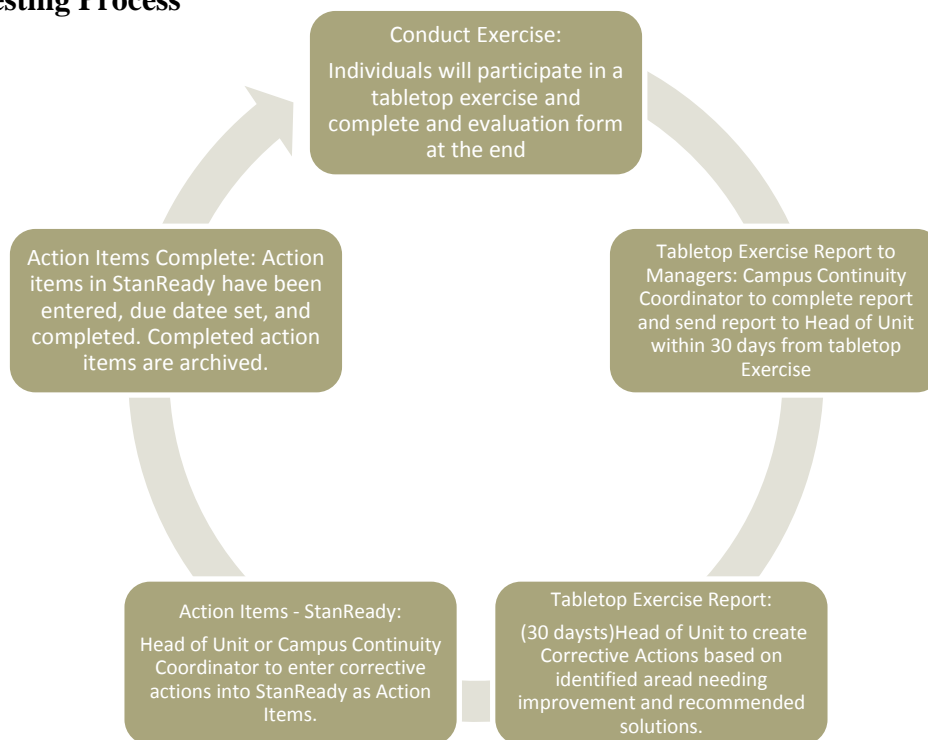 esting Process
Conduct Exercise:
Individuals will participate in a
tabletop exercise and
complete and evaluation form
at the end
Tabletop Exercise Report to
Managers: Campus Continuity
Coordinator to complete report
and send report to Head of Unit
within 30 days from tabletop
Exercise
Tabletop Exercise Report:
(30 daysts)Head of Unit to create
Corrective Actions based on
identified aread needing
improvement and recommended
solutions.
Action Items - StanReady:
Head of Unit or Campus Continuity
Coordinator to enter corrective
actions into StanReady as Action
Items.
Action Items Complete: Action
items in StanReady have been
entered, due datee set, and
completed. Completed action
items are archived.